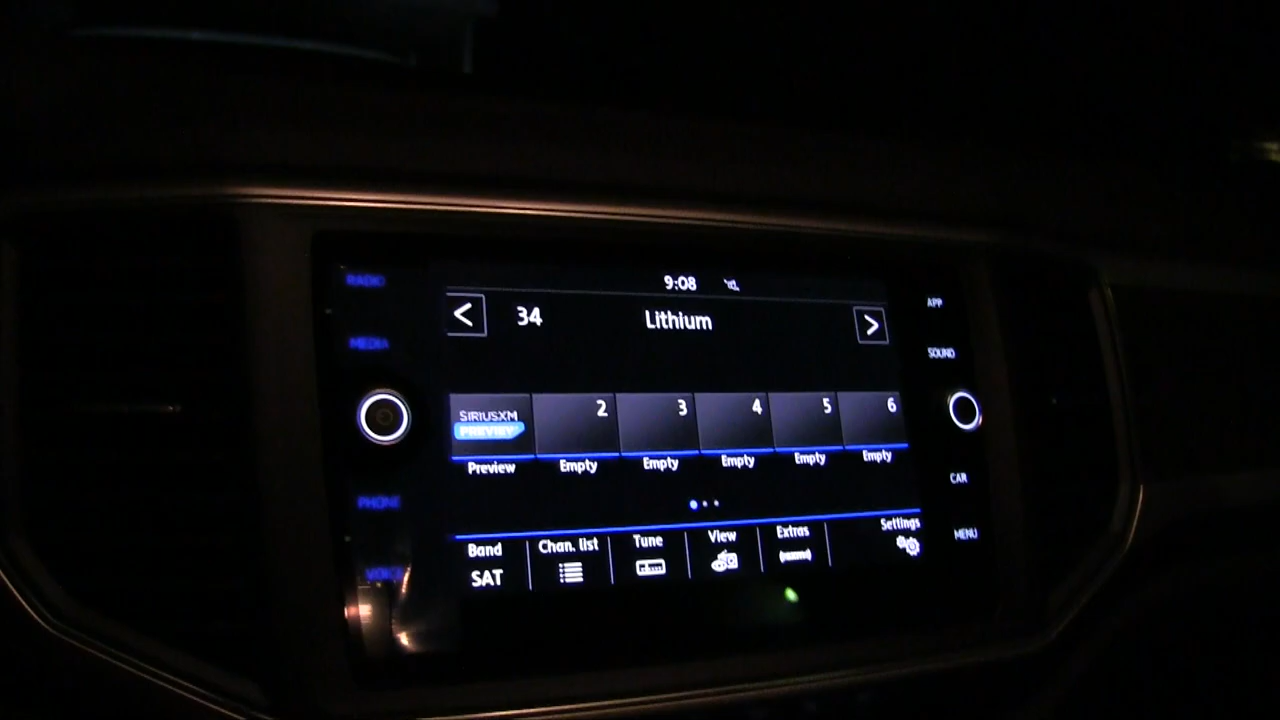 RADIO
MEDIA
PHONE
VOICE
9:08
< 34 Lithium >
SIRIUSXM
PREVIEW
2 3 4 5 6
Preview Empty Empty Empty Empty Empty
Band Chan. list Tune View Extras Settings
SAT
APP
SOUND
CAR
MENU